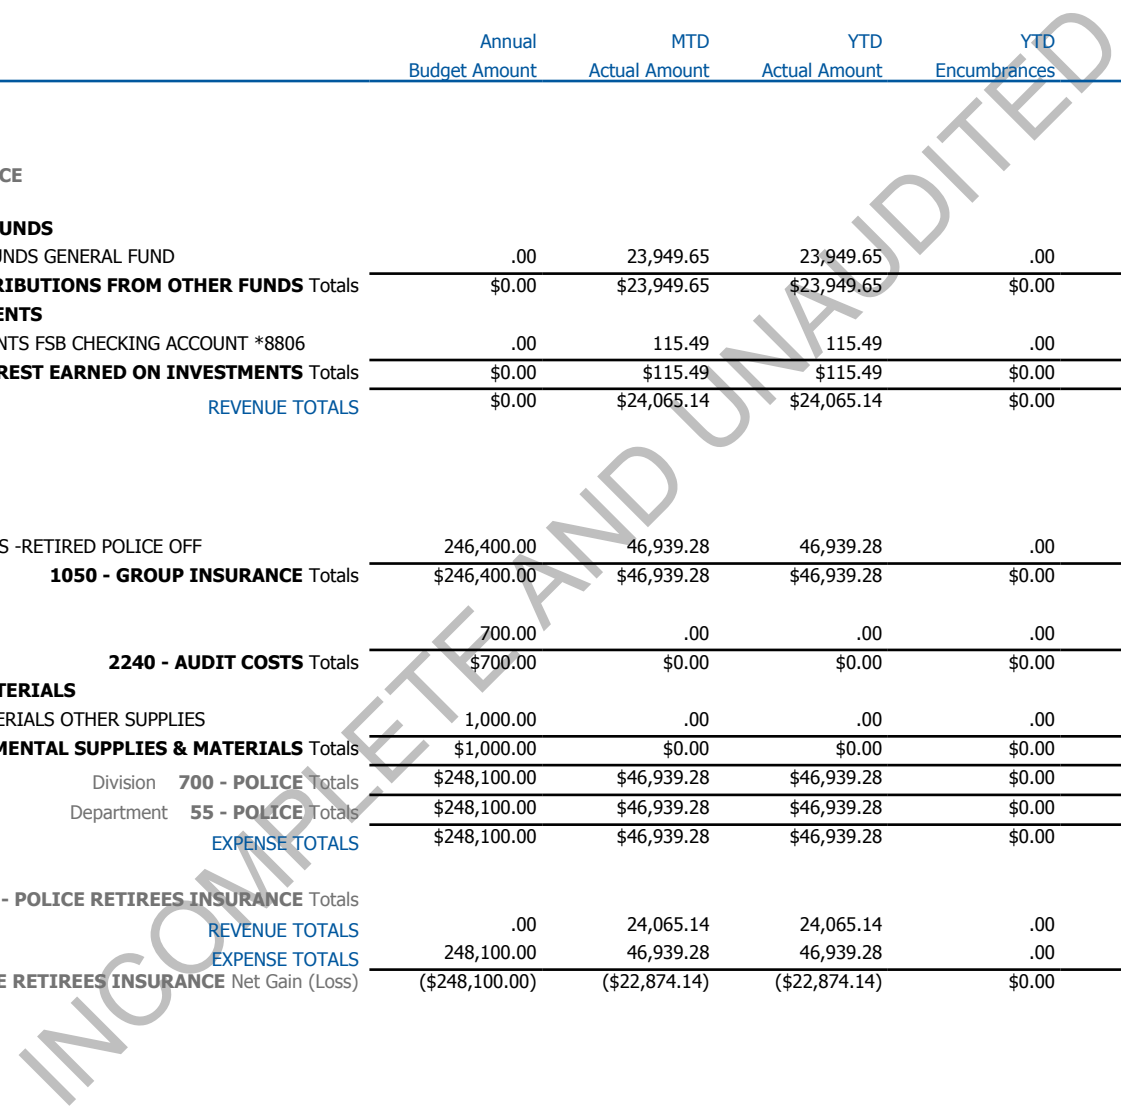 Annual MTD YTD YTD
Budget Amount Actual Amount Actual Amount Encumbrances
CE
UNDS
UNDS GENERAL FUND .00 23,949.65 23,949.65 .00
RIBUTIONS FROM OTHER FUNDS Totals $0.00 $23,949.65 $23,949.65 $0.00
ENTS
NTS FSB CHECKING ACCOUNT *8806 .00 115.49 115.49 .00
REST EARNED ON INVESTMENTS Totals $0.00 $115.49 $115.49 $0.00
REVENUE TOTALS $0.00 $24,065.14 $24,065.14 $0.00
S -RETIRED POLICE OFF 246,400.00 46,939.28 46,939.28 .00
1050 - GROUP INSURANCE Totals $246,400.00 $46,939.28 $46,939.28 $0.00
700.00 .00 .00 .00
2240 - AUDIT COSTS Totals $700.00 $0.00 $0.00 $0.00
TERIALS
ERIALS OTHER SUPPLIES 1,000.00 .00 .00 .00
MENTAL SUPPLIES & MATERIALS Totals $1,000.00 $0.00 $0.00 $0.00
Division 700 - POLICE Totals $248,100.00 $46,939.28 $46,939.28 $0.00
Department 55 - POLICE Totals $248,100.00 $46,939.28 $46,939.28 $0.00
EXPENSE TOTALS $248,100.00 $46,939.28 $46,939.28 $0.00
- POLICE RETIREES INSURANCE Totals
REVENUE TOTALS .00 24,065.14 24,065.14 .00
EXPENSE TOTALS 248,100.00 46,939.28 46,939.28 .00
E RETIREES INSURANCE Net Gain (Loss) ($248,100.00) ($22,874.14) ($22,874.14) $0.00
INCOMPLETE AND UNAUDITED